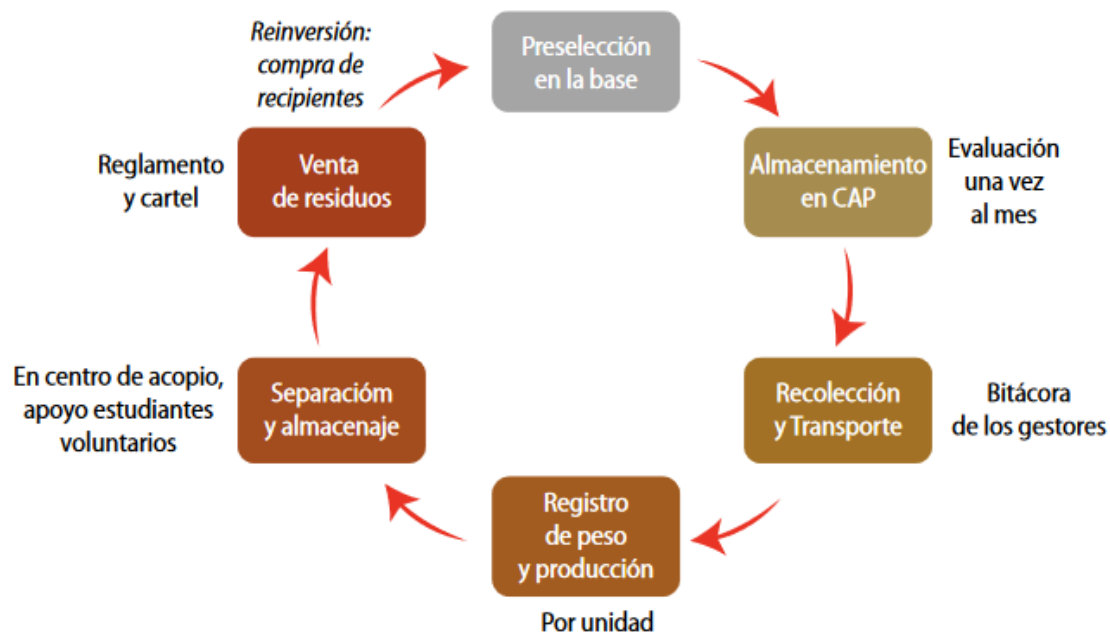 Reinversión:
compra de
recipientes
Preselección
en la base
Almacenamiento
en CAP
Evaluación
una vez
al mes
Recolección
y Transporte
Bitácora
de los gestores
Registro
de peso
y producción
Por unidad
Separacióm
y almacenaje
En centro de acopio,
apoyo estudiantes
voluntarios
Venta
de residuos
Reglamento
y cartel